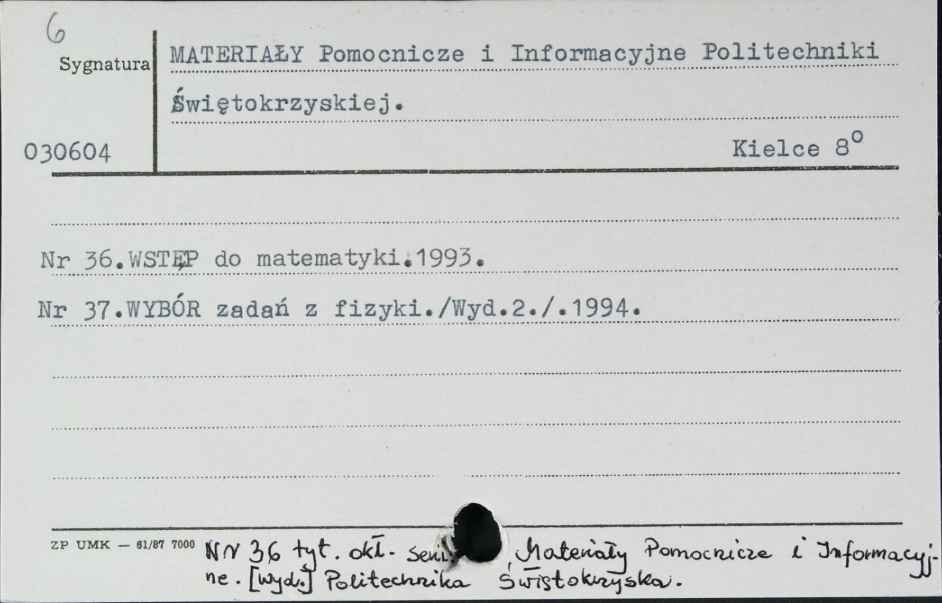 6
Sygnatura
MATERIAŁY Pomocnicze i Informacyjne Politechniki
Świętokrzyskiej.
030604
Kielce 8º
Nr 36.WSTĘP do matematyki.1993.
Nr 37.WYBÓR zadań z fizyki./Wyd.2./.1994.
ZP UMK — 61/87 7000
Nr 36 tyt. okł. Materiały Pomocnicze i Informacyj-
ne. [wyd.] Politechnika Świętokrzyska.